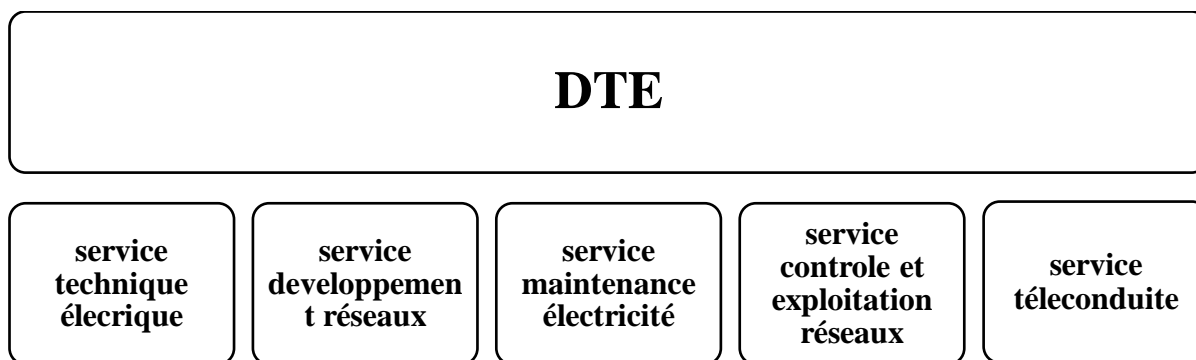 DTE
service
technique
élecrique
service
developpemen
t réseaux
service
maintenance
électricité
service
controle et
exploitation
réseaux
service
téleconduite